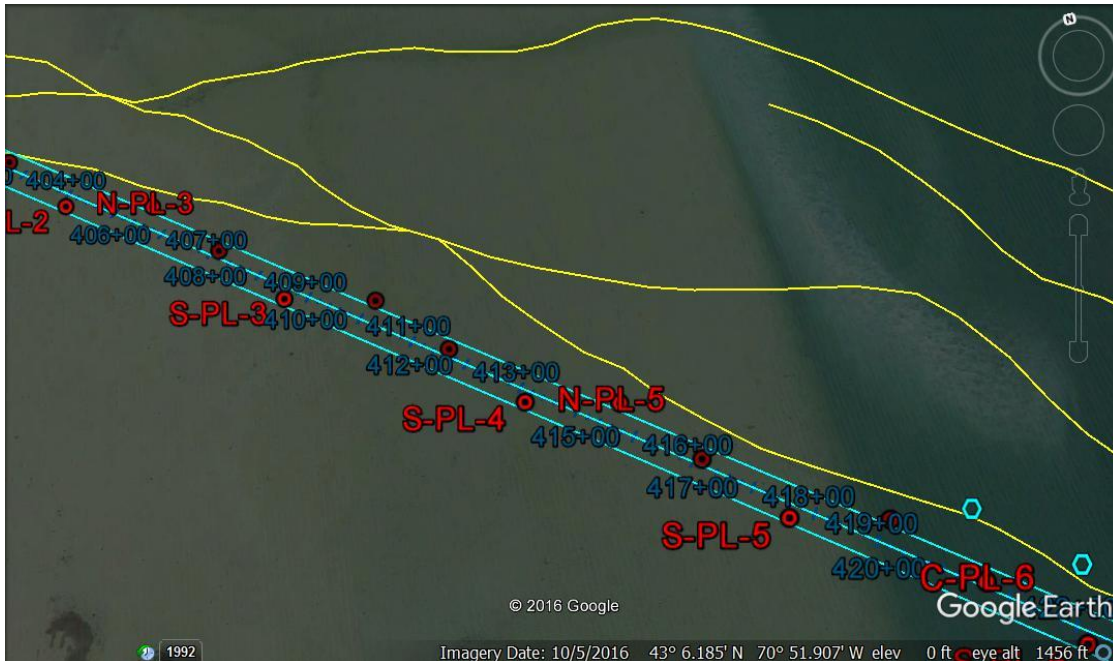 N
404+00
N-PL-3
L-2
406+00
407+00
408+00
409+00
S-PL-3
410+00
411+00
412+00
413+00
S-PL-4
N-PL-5
415+00
416+00
417+00
418+00
S-PL-5
419+00
420+00
C-PL-6
© 2016 Google
Google Earth
1992
Imagery Date: 10/5/2016 43° 6.185' N 70° 51.907' W elev 0 ft eye alt 1456 ft